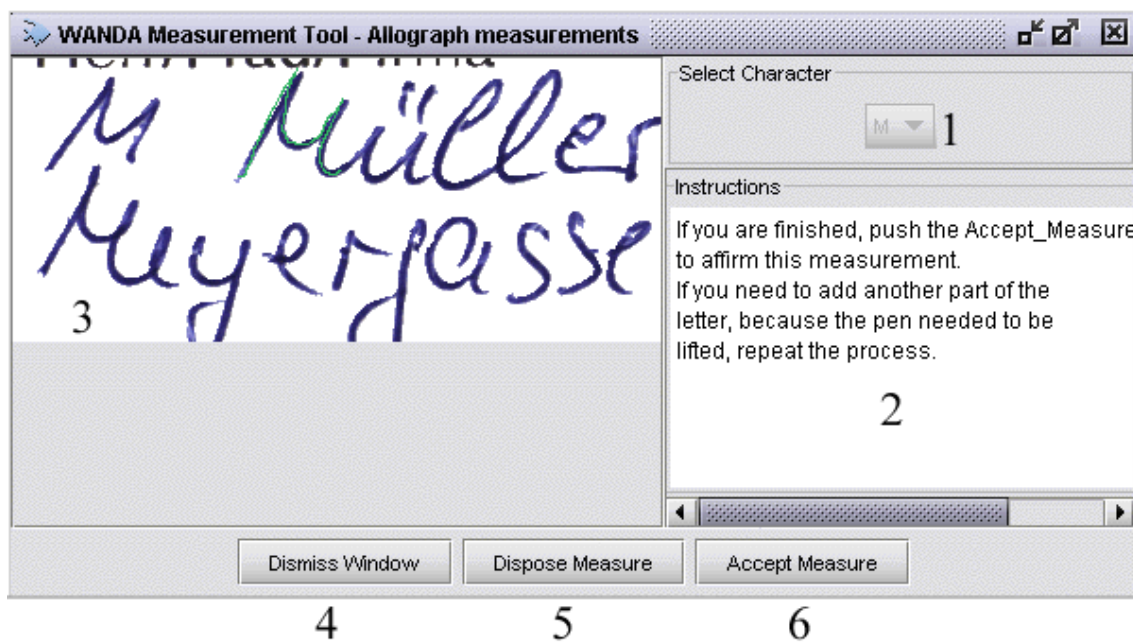 WANDA Measurement Tool - Allograph measurements
M Müller
Meyergasse
3
Select Character
M
1
Instructions
If you are finished, push the Accept_Measure
to affirm this measurement.
If you need to add another part of the
letter, because the pen needed to be
lifted, repeat the process.
2
Dismiss Window Dispose Measure Accept Measure
4 5 6